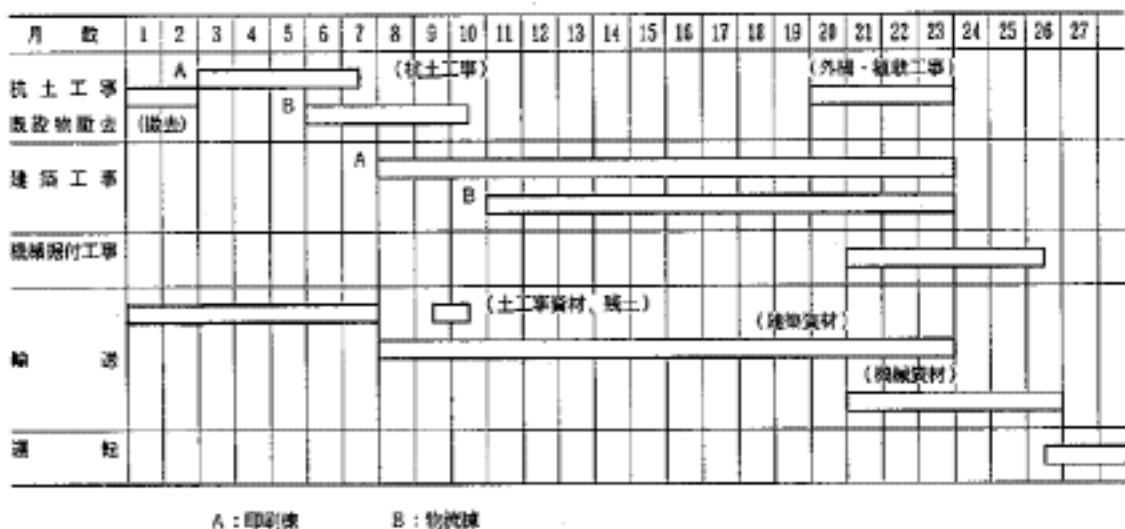 月 数 1 2 3 4 5 6 7 8 9 10 11 12 13 14 15 16 17 18 19 20 21 22 23 24 25 26 27
A (杭土工事) (外構・植栽工事)
杭土工事
B
既設物撤去 (撤去)
A
建築工事
B
機械据付工事
(土工事資材、残土)
(建築資材)
輸 送
(機械資材)
運 転
A:印刷棟 B:物流棟